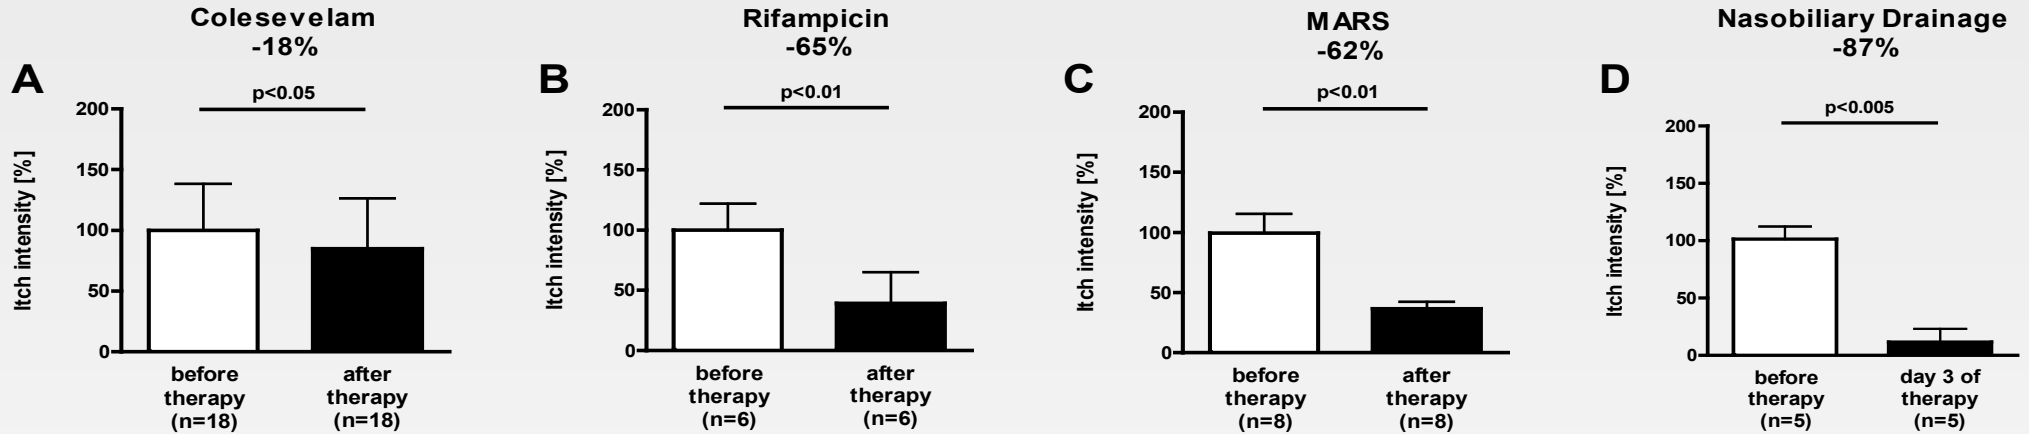 Colesevelam
-18%
A
p<0.05
200
150
100
50
0
Itch intensity [%]
before
therapy
(n=18)
after
therapy
(n=18)
Rifampicin
-65%
B
p<0.01
200
150
100
50
0
Itch intensity [%]
before
therapy
(n=6)
after
therapy
(n=6)
MARS
-62%
C
p<0.01
200
150
100
50
0
Itch intensity [%]
before
therapy
(n=8)
after
therapy
(n=8)
Nasobiliary Drainage
-87%
D
p<0.005
200
150
100
50
0
Itch intensity [%]
before
therapy
(n=5)
day 3 of
therapy
(n=5)